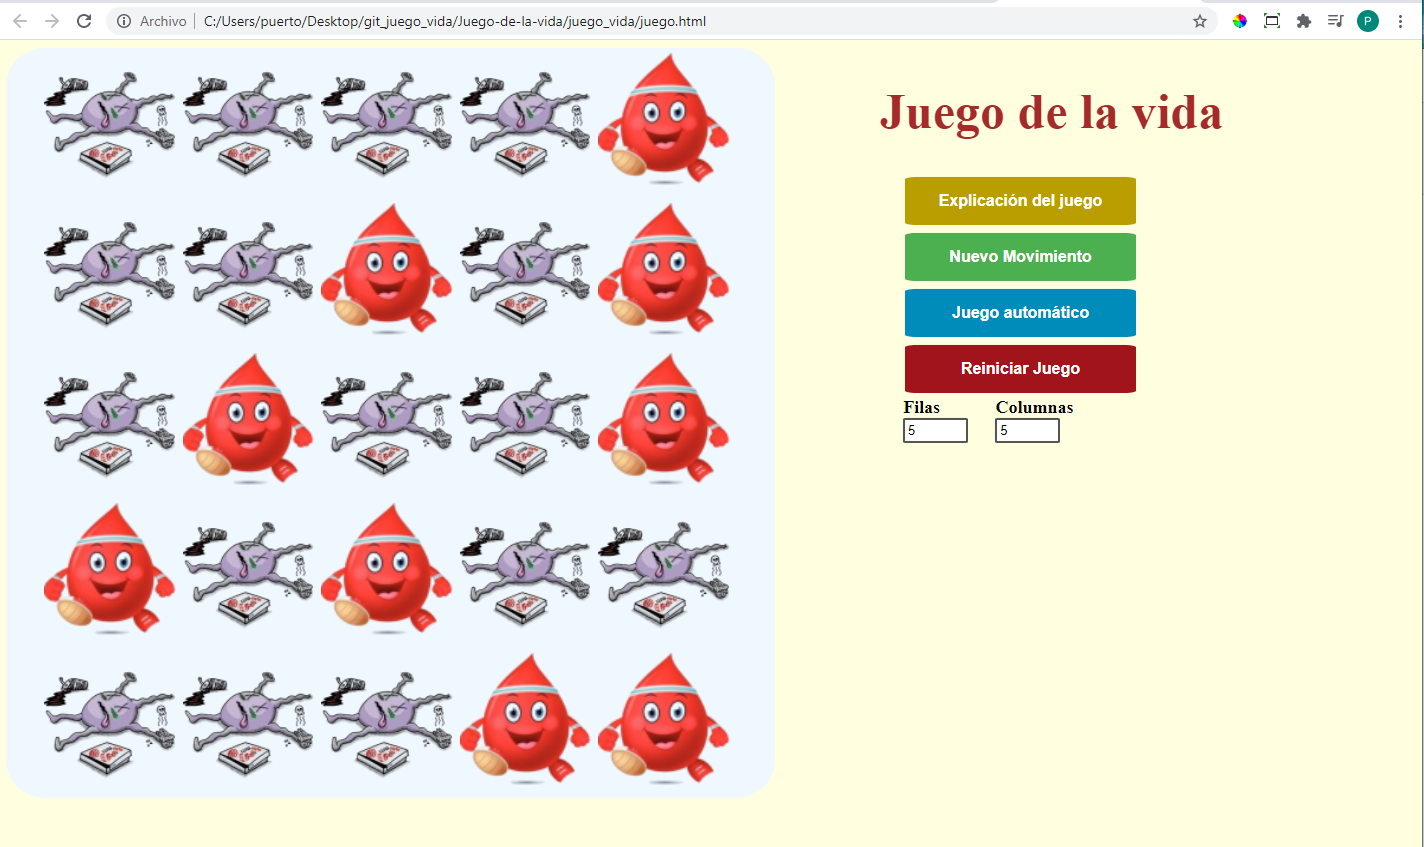 Archivo
C:/Users/puerto/Desktop/git_juego_vida/Juego-de-la-vida/juego_vida/juego.html
P
Juego de la vida
Explicación del juego
Nuevo Movimiento
Juego automático
Reiniciar Juego
Filas Columnas
5 5